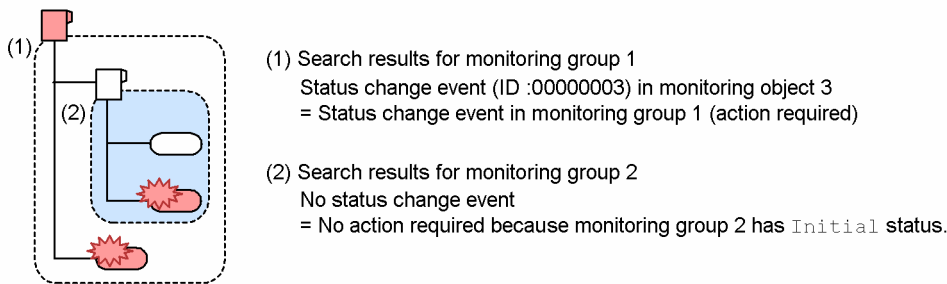 (1)
(1) Search results for monitoring group 1
Status change event (ID :00000003) in monitoring object 3
= Status change event in monitoring group 1 (action required)
(2)
(2) Search results for monitoring group 2
No status change event
= No action required because monitoring group 2 has Initial status.